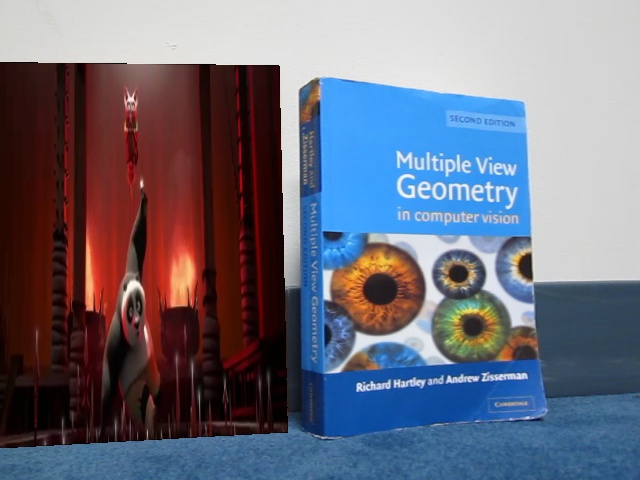 SECOND EDITION
Multiple View
Geometry
in computer vision
Richard Hartley and Andrew Zisserman
CAMBRIDGE
Hartley and
Zisserman
Multiple View Geometry